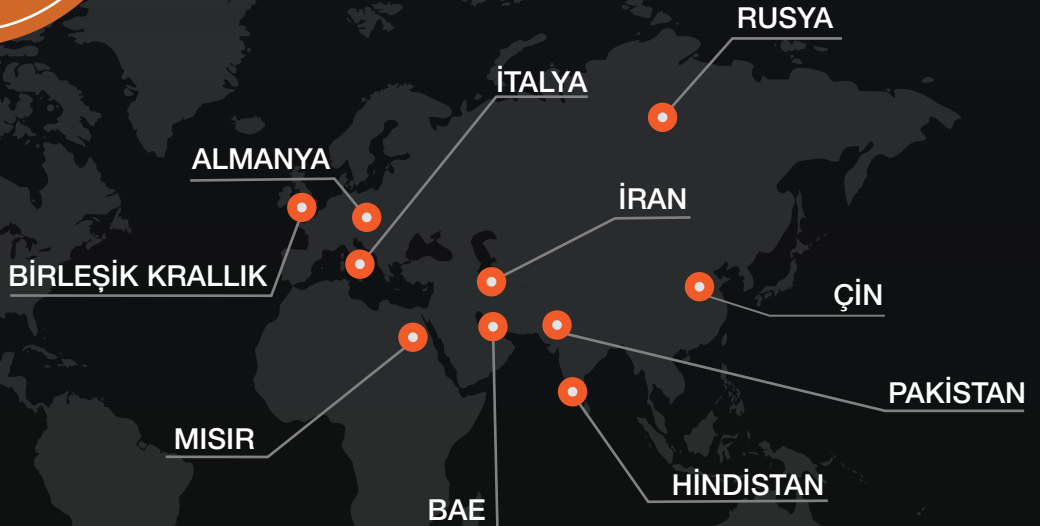 RUSYA
İTALYA
ALMANYA
İRAN
BİRLEŞİK KRALLIK
ÇİN
PAKİSTAN
MISIR
HİNDİSTAN
BAE